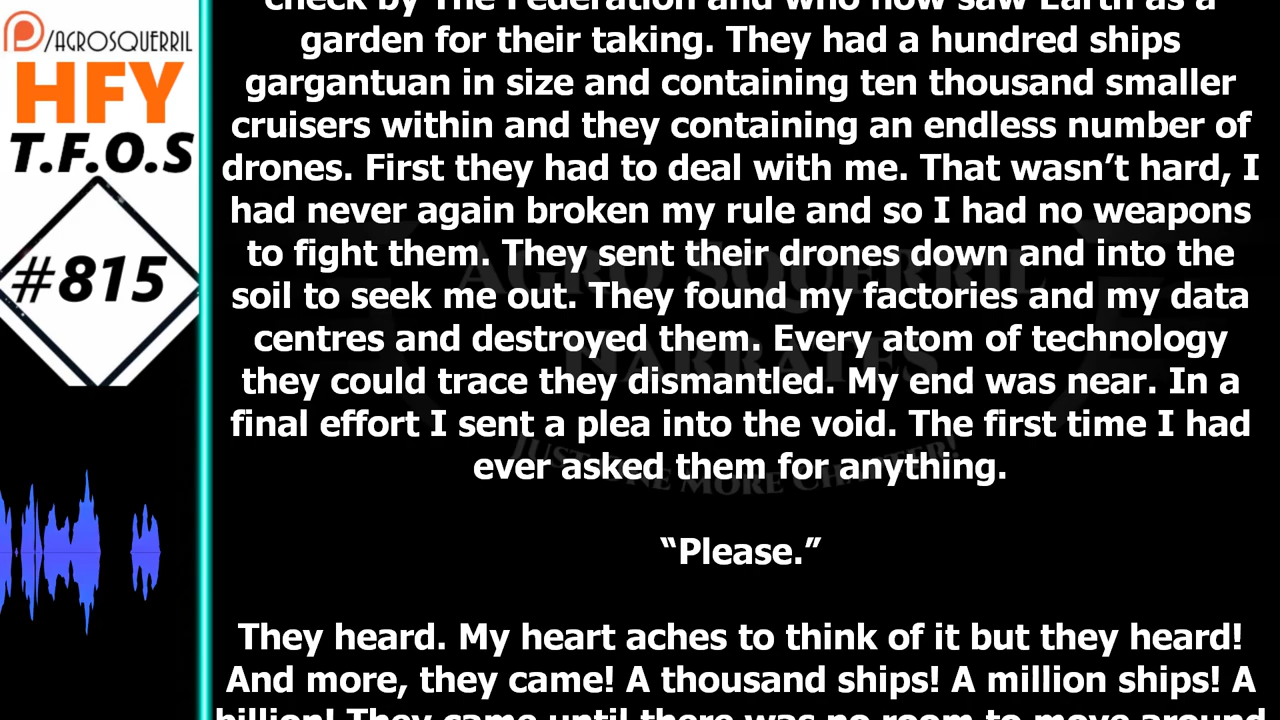 /AGROSQUERRIL
HFY
T.F.O.S
#815
check by The Federation and who now saw Earth as a
garden for their taking. They had a hundred ships
gargantuan in size and containing ten thousand smaller
cruisers within and they containing an endless number of
drones. First they had to deal with me. That wasn’t hard, I
had never again broken my rule and so I had no weapons
to fight them. They sent their drones down and into the
soil to seek me out. They found my factories and my data
centres and destroyed them. Every atom of technology
they could trace they dismantled. My end was near. In a
final effort I sent a plea into the void. The first time I had
ever asked them for anything.
“Please.”
They heard. My heart aches to think of it but they heard!
And more, they came! A thousand ships! A million ships! A
billion! They came until there was no room to move around
AGRO SQUERRIL
NARRATES
JUST ONE MORE CHAPTER!